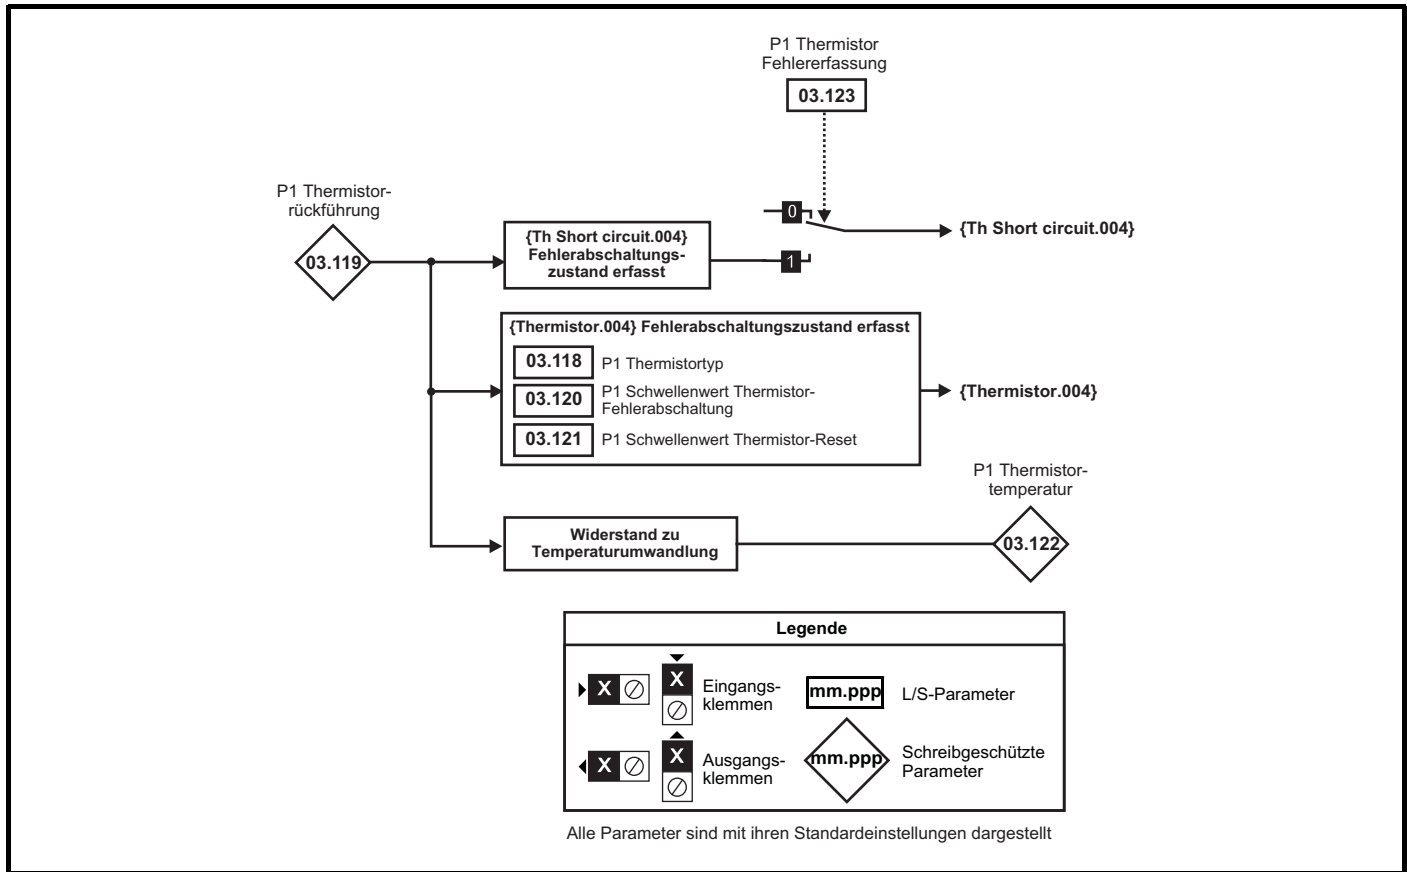 P1 Thermistor
Fehlererfassung
03.123
P1 Thermistor-
rückführung
03.119
{Th Short circuit.004}
Fehlerabschaltungs-
zustand erfasst
0
1
{Th Short circuit.004}
{Thermistor.004} Fehlerabschaltungszustand erfasst
03.118 P1 Thermistortyp
03.120 P1 Schwellenwert Thermistor-
Fehlerabschaltung
03.121 P1 Schwellenwert Thermistor-Reset
{Thermistor.004}
P1 Thermistor-
temperatur
03.122
Widerstand zu
Temperaturumwandlung
Legende
X
X
Eingangs-
klemmen
mm.ppp
L/S-Parameter
X
X
Ausgangs-
klemmen
mm.ppp
Schreibgeschützte
Parameter
Alle Parameter sind mit ihren Standardeinstellungen dargestellt